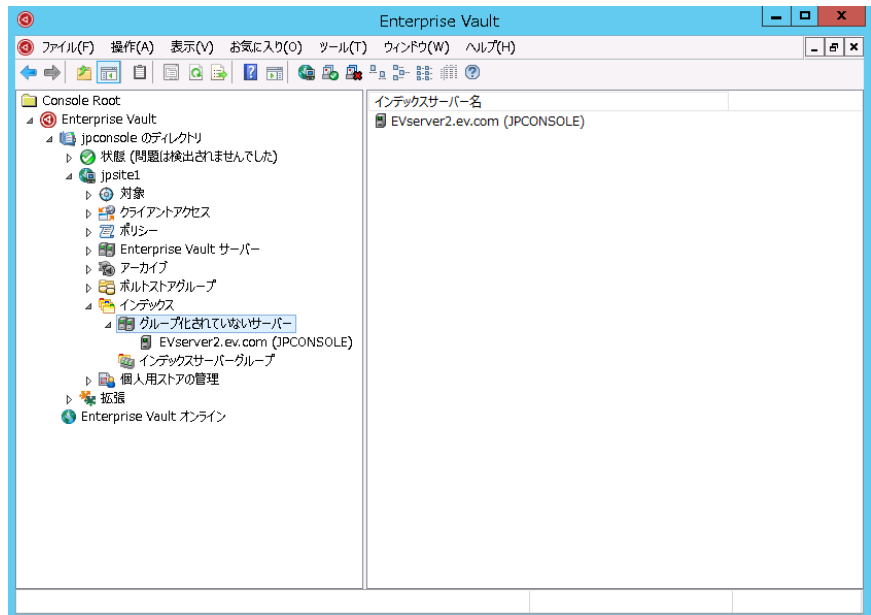 Enterprise Vault
ファイル(F) 操作(A) 表示(V) お気に入り(O) ツール(T) ウィンドウ(W) ヘルプ(H)
Console Root
Enterprise Vault
jpconsole のディレクトリ
状態 (問題は検出されませんでした)
jpsite1
対象
クライアントアクセス
ポリシー
Enterprise Vault サーバー
アーカイブ
ボルトストアグループ
インデックス
グループ化されていないサーバー
EVserver2.ev.com (JPCONSOLE)
インデックスサーバーグループ
個人用ストアの管理
拡張
Enterprise Vault オンライン
インデックスサーバー名
EVserver2.ev.com (JPCONSOLE)